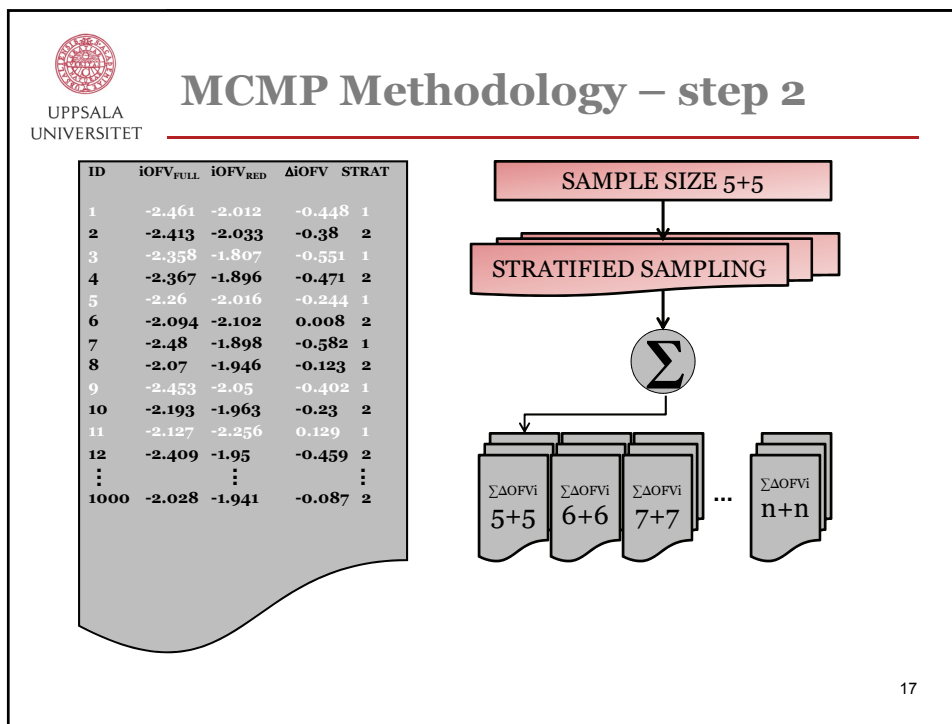 UPPSALA
UNIVERSITET
MCMP Methodology – step 2
ID iOFVFULL iOFVRED ΔiOFV STRAT
1 -2.461 -2.012 -0.448 1
2 -2.413 -2.033 -0.38 2
3 -2.358 -1.807 -0.551 1
4 -2.367 -1.896 -0.471 2
5 -2.26 -2.016 -0.244 1
6 -2.094 -2.102 0.008 2
7 -2.48 -1.898 -0.582 1
8 -2.07 -1.946 -0.123 2
9 -2.453 -2.05 -0.402 1
10 -2.193 -1.963 -0.23 2
11 -2.127 -2.256 0.129 1
12 -2.409 -1.95 -0.459 2
⋮ ⋮ ⋮
1000 -2.028 -1.941 -0.087 2
SAMPLE SIZE 5+5
STRATIFIED SAMPLING
Σ
∑ΔOFVi ∑ΔOFVi ∑ΔOFVi ∑ΔOFVi
5+5 6+6 7+7 ... n+n
17